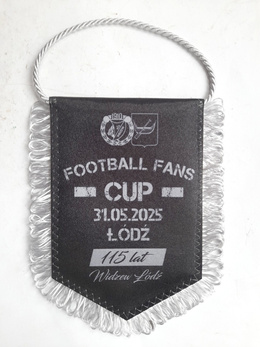 FOOTBALL FANS
CUP
31.05.2025
ŁÓDŹ
115 lat
Widzew Łódź